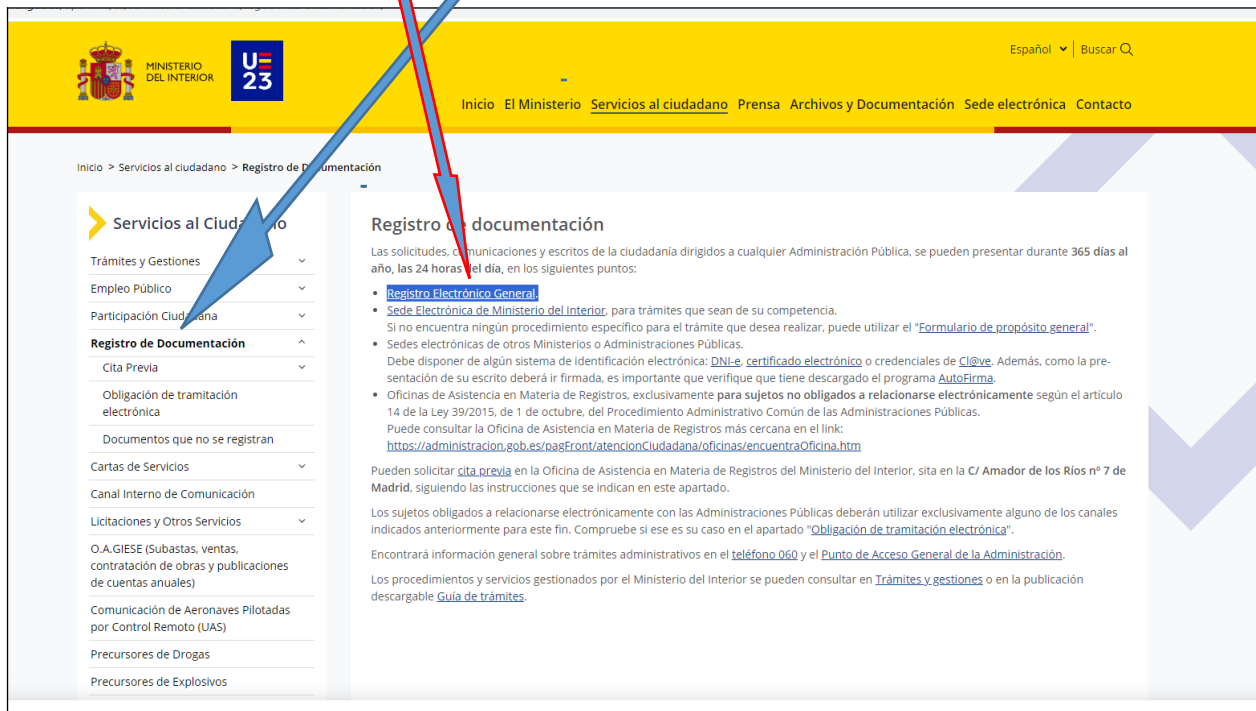 MINISTERIO
DEL INTERIOR
UE
23
Español
Buscar
Inicio El Ministerio Servicios al ciudadano Prensa Archivos y Documentación Sede electrónica Contacto
Inicio > Servicios al ciudadano > Registro de Documentación
Servicios al Ciudadano
Trámites y Gestiones
Empleo Público
Participación Ciudadana
Registro de Documentación
Cita Previa
Obligación de tramitación
electrónica
Documentos que no se registran
Cartas de Servicios
Canal Interno de Comunicación
Licitaciones y Otros Servicios
O.A.GIESE (Subastas, ventas,
contratación de obras y publicaciones
de cuentas anuales)
Comunicación de Aeronaves Pilotadas
por Control Remoto (UAS)
Precursores de Drogas
Precursores de Explosivos
Registro de documentación
Las solicitudes, comunicaciones y escritos de la ciudadanía dirigidos a cualquier Administración Pública, se pueden presentar durante 365 días al
año, las 24 horas del día, en los siguientes puntos:
• Registro Electrónico General.
• Sede Electrónica de Ministerio del Interior, para trámites que sean de su competencia.
Si no encuentra ningún procedimiento específico para el trámite que desea realizar, puede utilizar el "Formulario de propósito general".
• Sedes electrónicas de otros Ministerios o Administraciones Públicas.
Debe disponer de algún sistema de identificación electrónica: DNI-e, certificado electrónico o credenciales de Cl@ve. Además, como la pre-
sentación de su escrito deberá ir firmada, es importante que verifique que tiene descargado el programa AutoFirma.
• Oficinas de Asistencia en Materia de Registros, exclusivamente para sujetos no obligados a relacionarse electrónicamente según el artículo
14 de la Ley 39/2015, de 1 de octubre, del Procedimiento Administrativo Común de las Administraciones Públicas.
Puede consultar la Oficina de Asistencia en Materia de Registros más cercana en el link:
https://administracion.gob.es/pagFront/atencionCiudadana/oficinas/encuentraOficina.htm
Pueden solicitar cita previa en la Oficina de Asistencia en Materia de Registros del Ministerio del Interior, sita en la C/ Amador de los Ríos nº 7 de
Madrid, siguiendo las instrucciones que se indican en este apartado.
Los sujetos obligados a relacionarse electrónicamente con las Administraciones Públicas deberán utilizar exclusivamente alguno de los canales
indicados anteriormente para este fin. Compruebe si ese es su caso en el apartado "Obligación de tramitación electrónica".
Encontrará información general sobre trámites administrativos en el teléfono 060 y el Punto de Acceso General de la Administración.
Los procedimientos y servicios gestionados por el Ministerio del Interior se pueden consultar en Trámites y gestiones o en la publicación
descargable Guía de trámites.